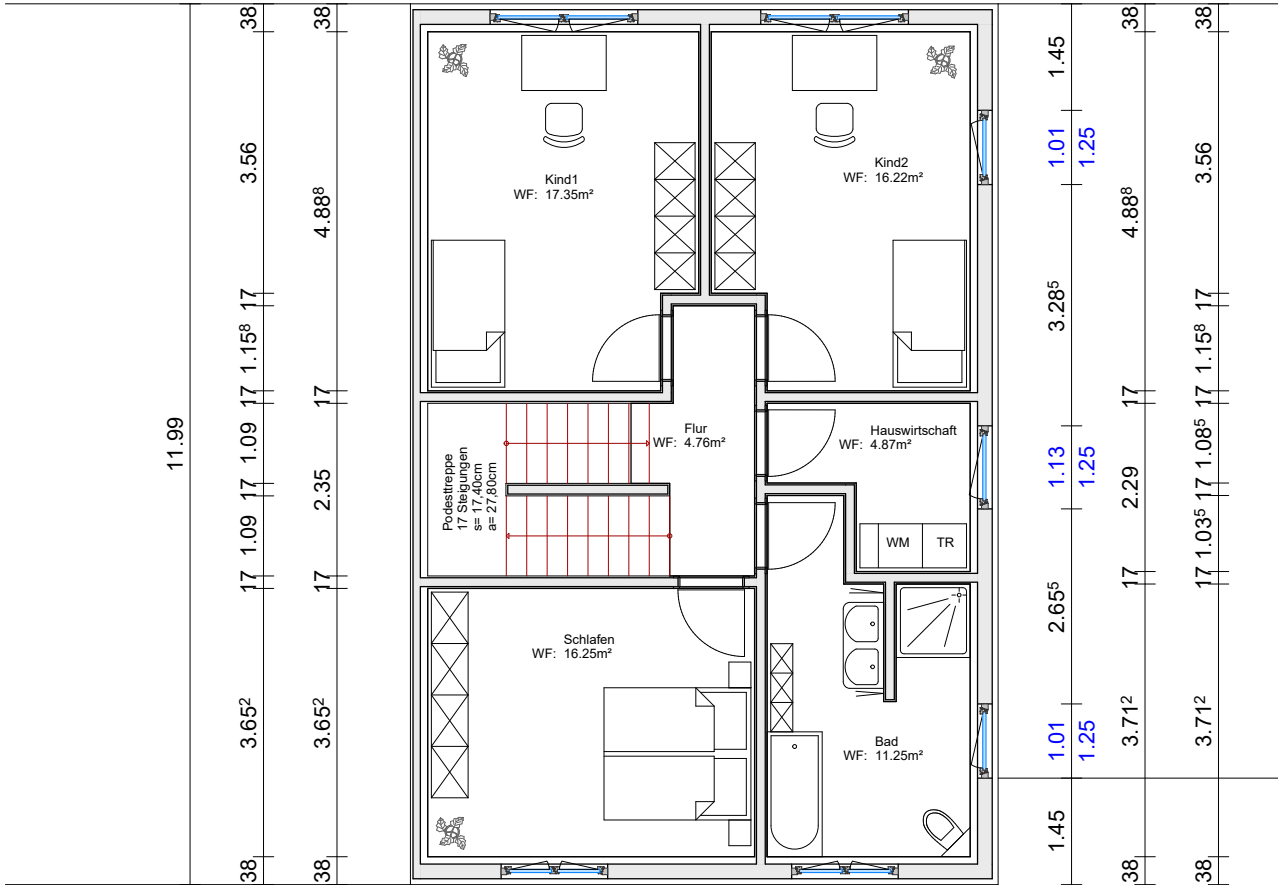 11.99
38
3.56
17
1.15⁸
17
1.09
17
1.09
17
3.65²
38
38
4.88⁸
17
2.35
17
3.65²
38
Kind1
WF: 17.35m²
Kind2
WF: 16.22m²
Flur
WF: 4.76m²
Hauswirtschaft
WF: 4.87m²
Podesttreppe
17 Steigungen
s= 17,40cm
a= 27,80cm
WM TR
Schlafen
WF: 16.25m²
Bad
WF: 11.25m²
1.45
1.01
1.25
3.28⁵
1.13
1.25
2.65⁵
1.01
1.25
1.45
38
4.88⁸
17
2.29
17
3.71²
38
38
3.56
17
1.15⁸
17
1.08⁵
17
1.03⁵
17
3.71²
38